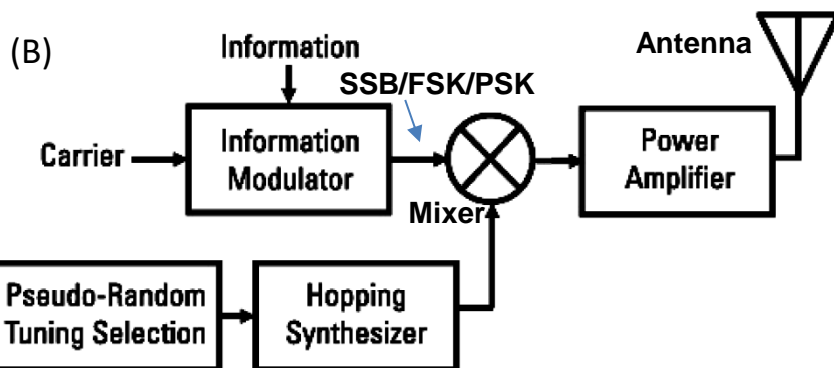 (B)
Information
Antenna
SSB/FSK/PSK
Carrier
Information
Modulator
Mixer
Power
Amplifier
Pseudo-Random
Tuning Selection
Hopping
Synthesizer